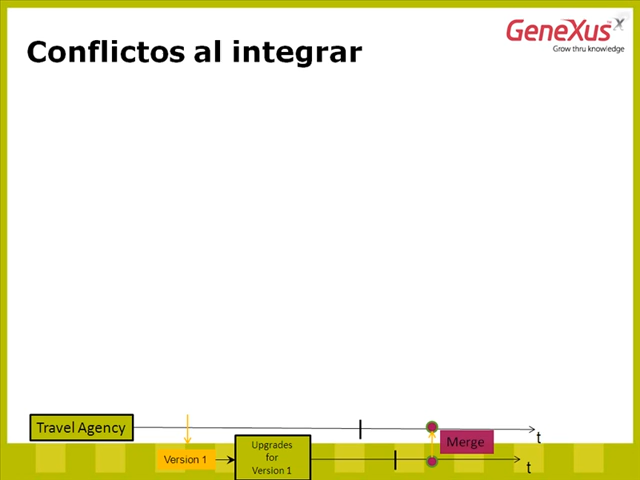 Conflictos al integrar
GeneXus X
Grow thru knowledge
Travel Agency
t
Merge
Version 1
Upgrades
for
Version 1
t